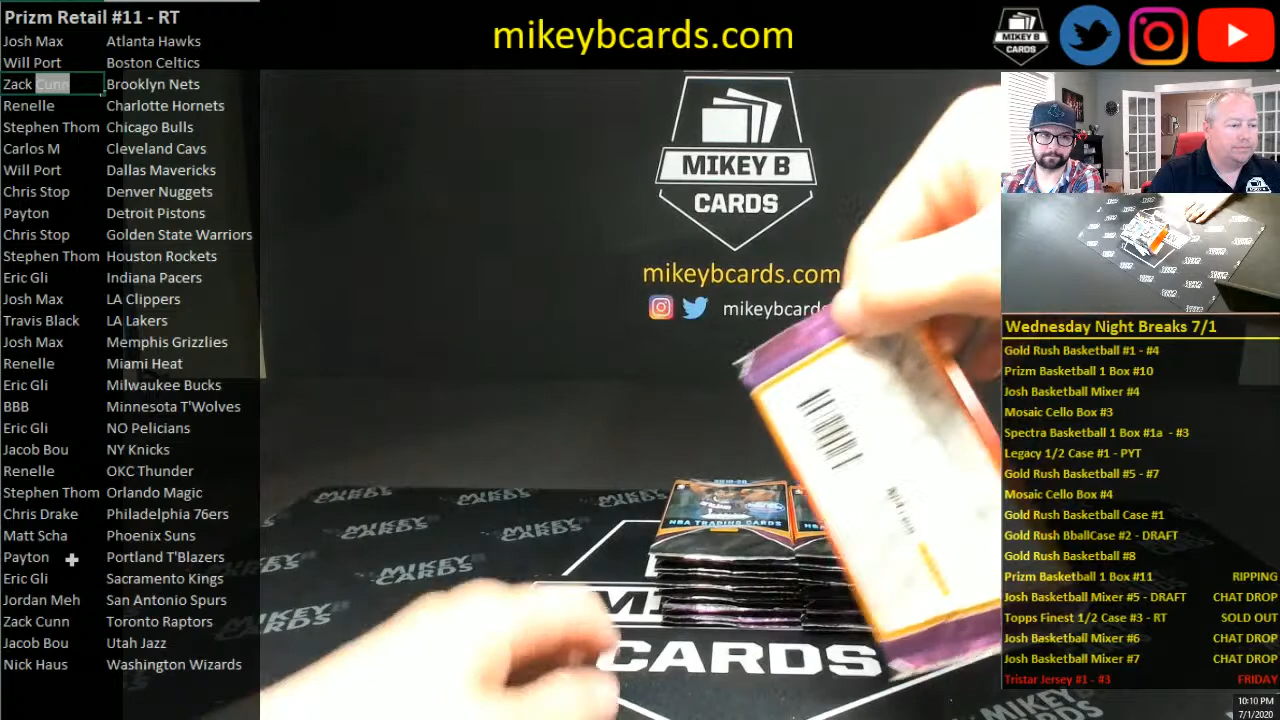 Prizm Retail #11 - RT
Josh Max Atlanta Hawks
Will Port Boston Celtics
Zack Cunn Brooklyn Nets
Renelle Charlotte Hornets
Stephen Thom Chicago Bulls
Carlos M Cleveland Cavs
Will Port Dallas Mavericks
Chris Stop Denver Nuggets
Payton Detroit Pistons
Chris Stop Golden State Warriors
Stephen Thom Houston Rockets
Eric Gli Indiana Pacers
Josh Max LA Clippers
Travis Black LA Lakers
Josh Max Memphis Grizzlies
Renelle Miami Heat
Eric Gli Milwaukee Bucks
BBB Minnesota T'Wolves
Eric Gli NO Pelicians
Jacob Bou NY Knicks
Renelle OKC Thunder
Stephen Thom Orlando Magic
Chris Drake Philadelphia 76ers
Matt Scha Phoenix Suns
Payton Portland T'Blazers
Eric Gli Sacramento Kings
Jordan Meh San Antonio Spurs
Zack Cunn Toronto Raptors
Jacob Bou Utah Jazz
Nick Haus Washington Wizards
mikeybcards.com
MIKEY B
CARDS
MIKEY B
CARDS
mikeybcards.com
mikeybcards
NBA TRADING CARDS
MIKEY
CARDS
MIKEY
CARDS
CARDS
Wednesday Night Breaks 7/1
Gold Rush Basketball #1 - #4
Prizm Basketball 1 Box #10
Josh Basketball Mixer #4
Mosaic Cello Box #3
Spectra Basketball 1 Box #1a - #3
Legacy 1/2 Case #1 - PYT
Gold Rush Basketball #5 - #7
Mosaic Cello Box #4
Gold Rush Basketball Case #1
Gold Rush BballCase #2 - DRAFT
Gold Rush Basketball #8
Prizm Basketball 1 Box #11 RIPPING
Josh Basketball Mixer #5 - DRAFT CHAT DROP
Topps Finest 1/2 Case #3 - RT SOLD OUT
Josh Basketball Mixer #6 CHAT DROP
Josh Basketball Mixer #7 CHAT DROP
Tristar Jersey #1 - #3 FRIDAY
10:10 PM
7/1/2020